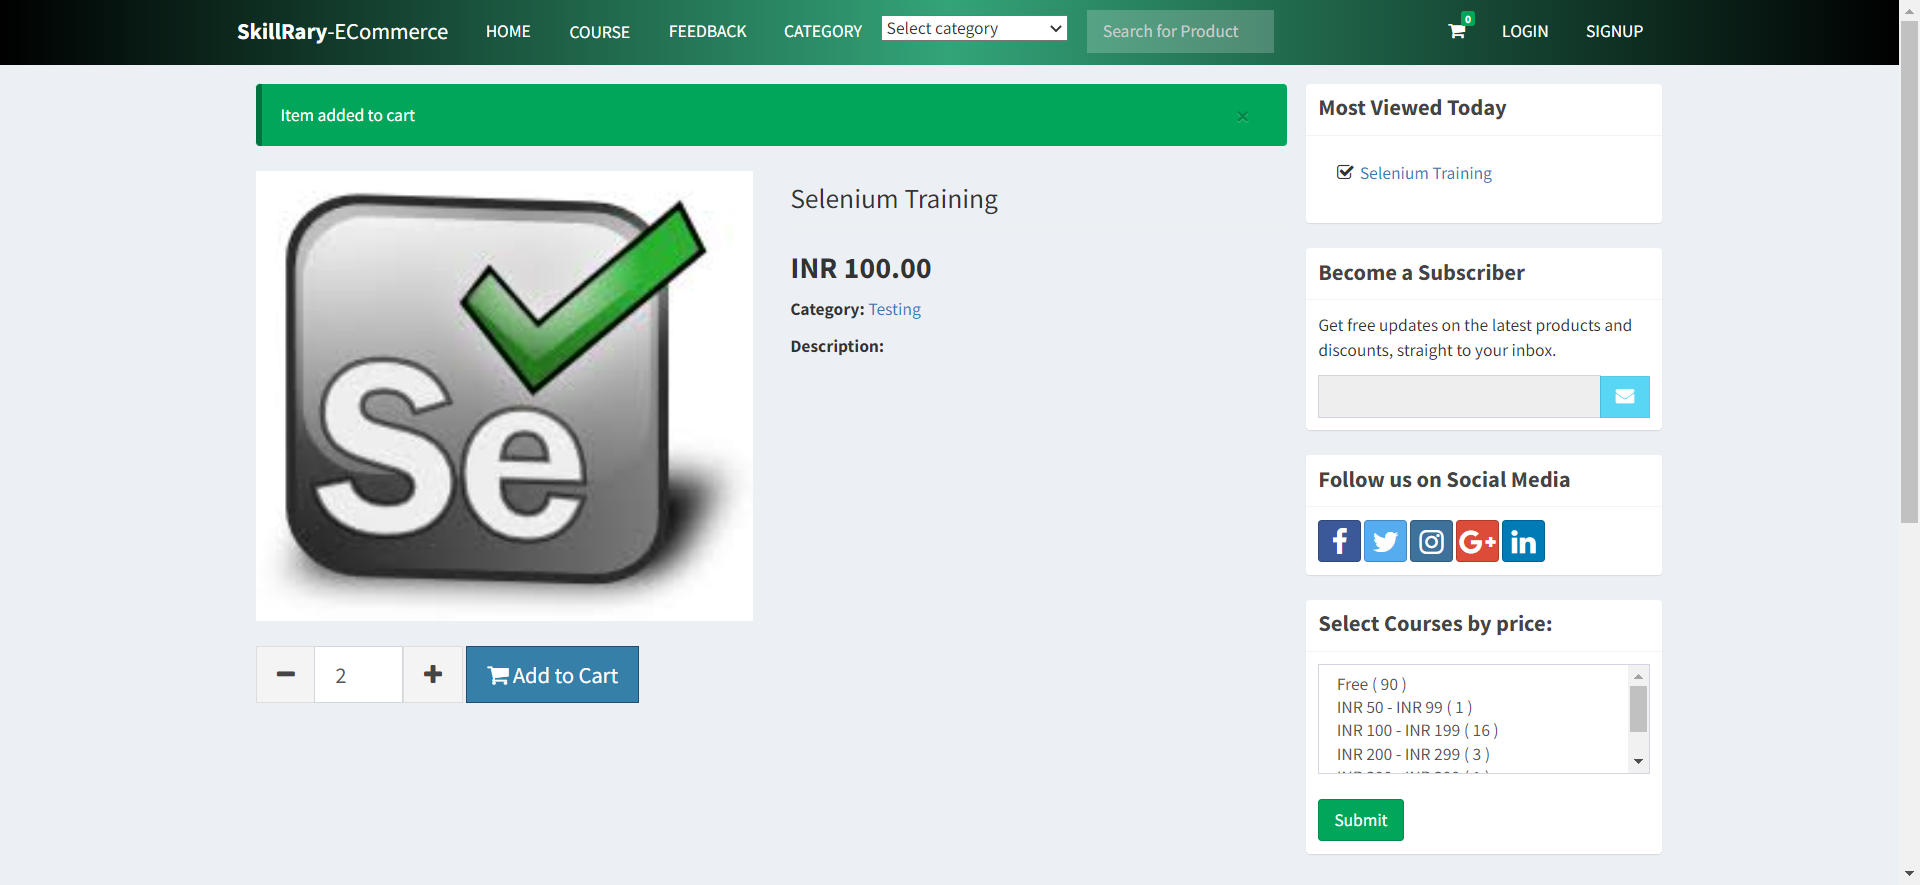 SkillRary-ECommerce HOME COURSE FEEDBACK CATEGORY Select category Search for Product 0 LOGIN SIGNUP
Item added to cart ×
Se
2 Add to Cart
Selenium Training
INR 100.00
Category: Testing
Description:
Most Viewed Today
Selenium Training
Become a Subscriber
Get free updates on the latest products and
discounts, straight to your inbox.
Follow us on Social Media
f G+ in
Select Courses by price:
Free ( 90 )
INR 50 - INR 99 ( 1 )
INR 100 - INR 199 ( 16 )
INR 200 - INR 299 ( 3 )
Submit